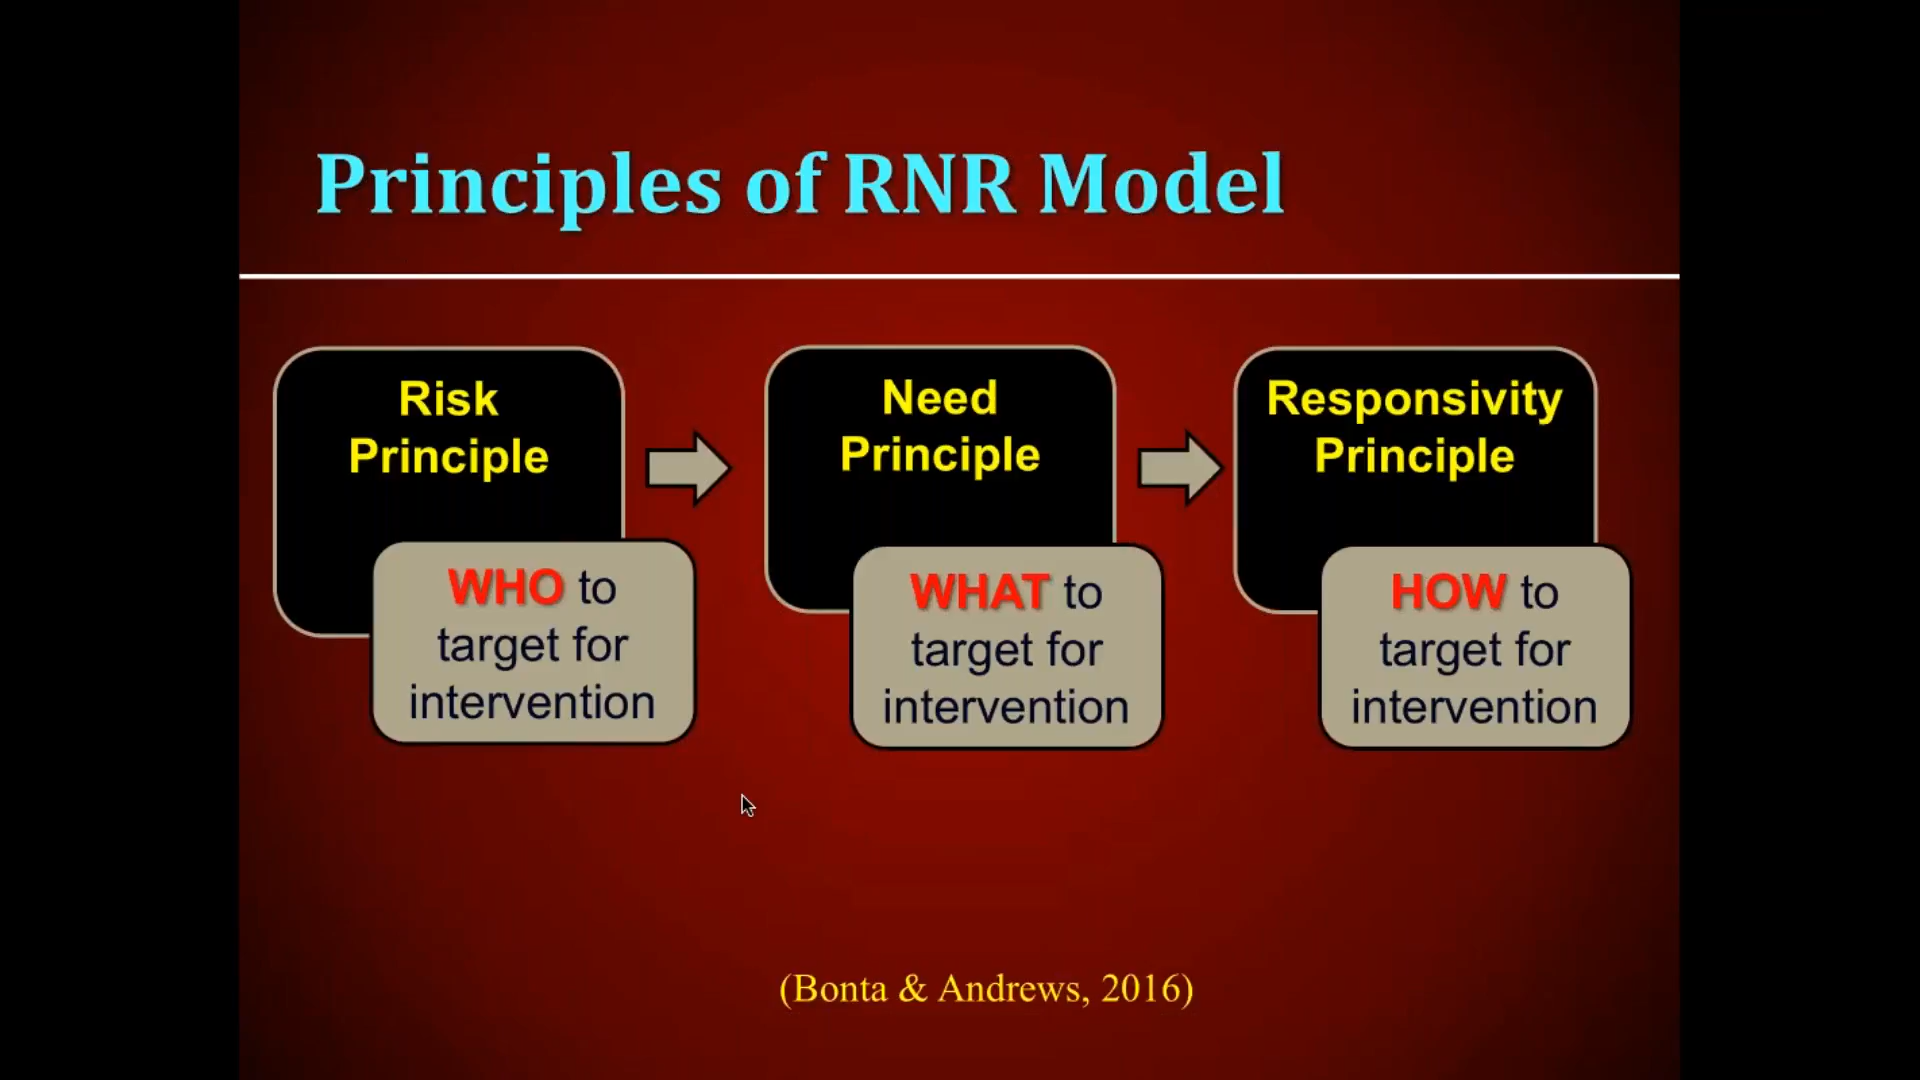 Principles of RNR Model
Risk
Principle
WHO to
target for
intervention
Need
Principle
WHAT to
target for
intervention
Responsivity
Principle
HOW to
target for
intervention
(Bonta & Andrews, 2016)